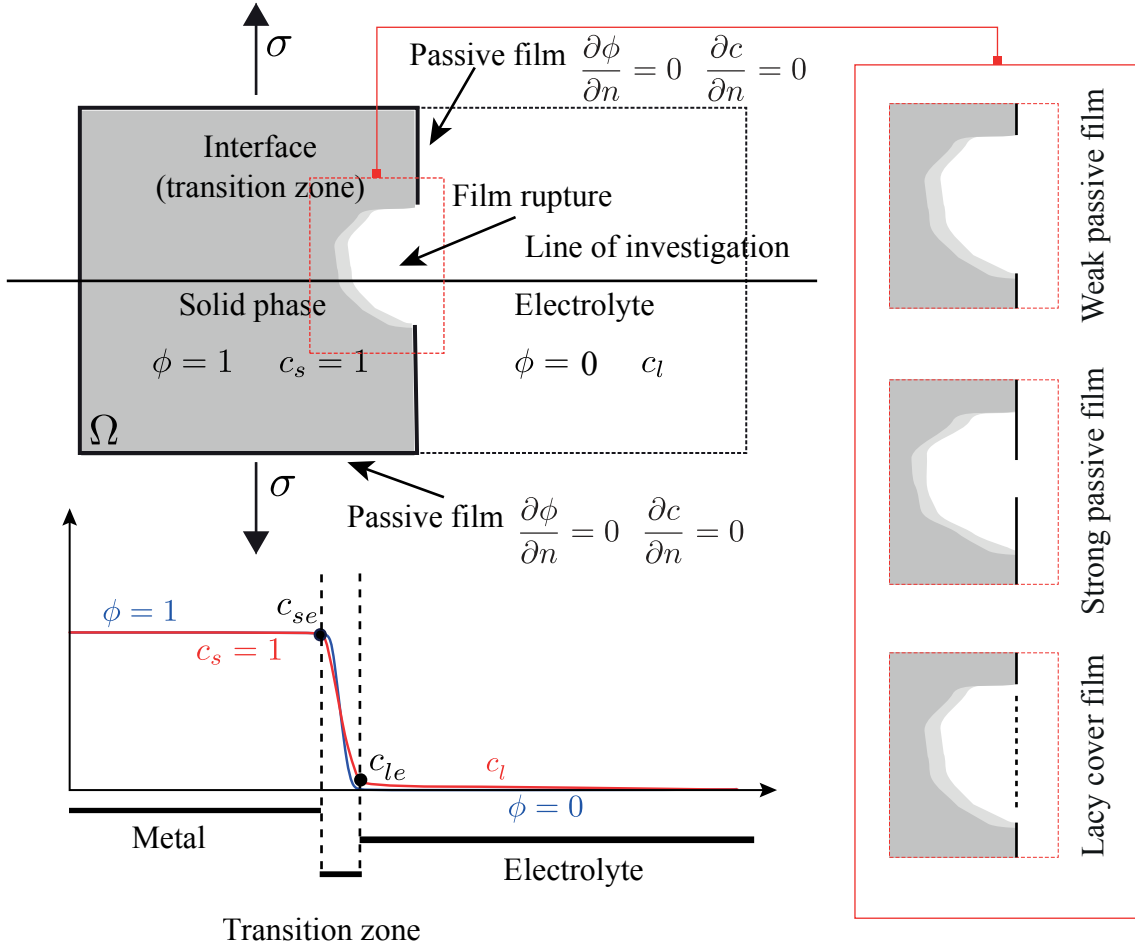 σ
Passive film ∂φ/∂n = 0 ∂c/∂n = 0
Interface
(transition zone)
Film rupture
Line of investigation
Solid phase
Electrolyte
φ = 1 c_s = 1
φ = 0 c_l
Ω
σ
Passive film ∂φ/∂n = 0 ∂c/∂n = 0
φ = 1
c_s = 1
c_se
c_le
c_l
φ = 0
Metal
Electrolyte
Transition zone
Weak passive film
Strong passive film
Lacy cover film